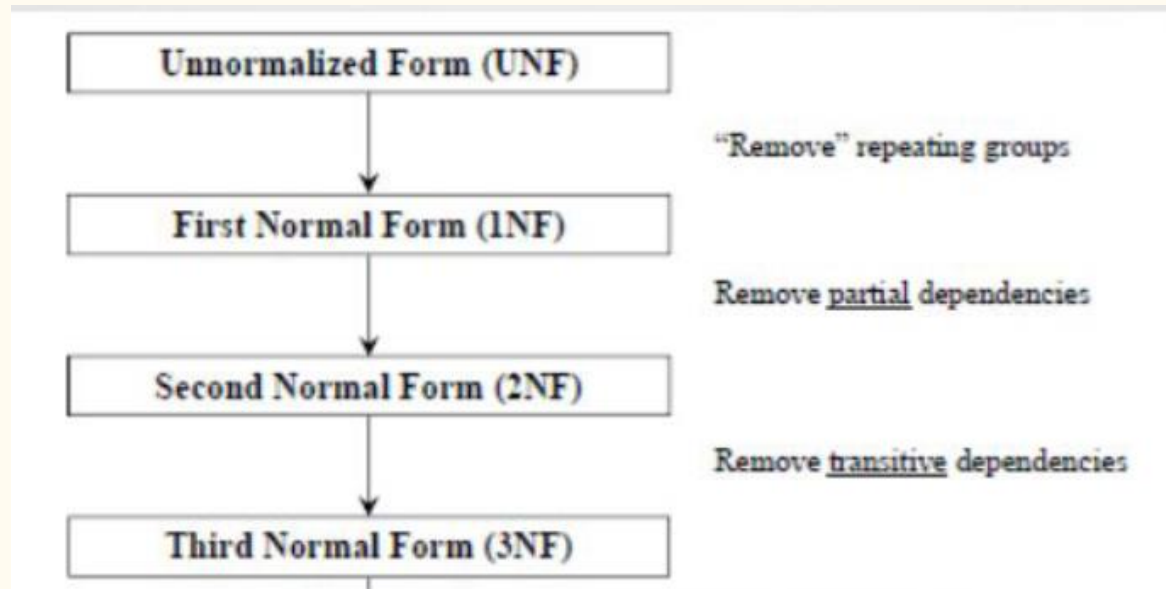 Unnormalized Form (UNF)
“Remove” repeating groups
First Normal Form (1NF)
Remove partial dependencies
Second Normal Form (2NF)
Remove transitive dependencies
Third Normal Form (3NF)